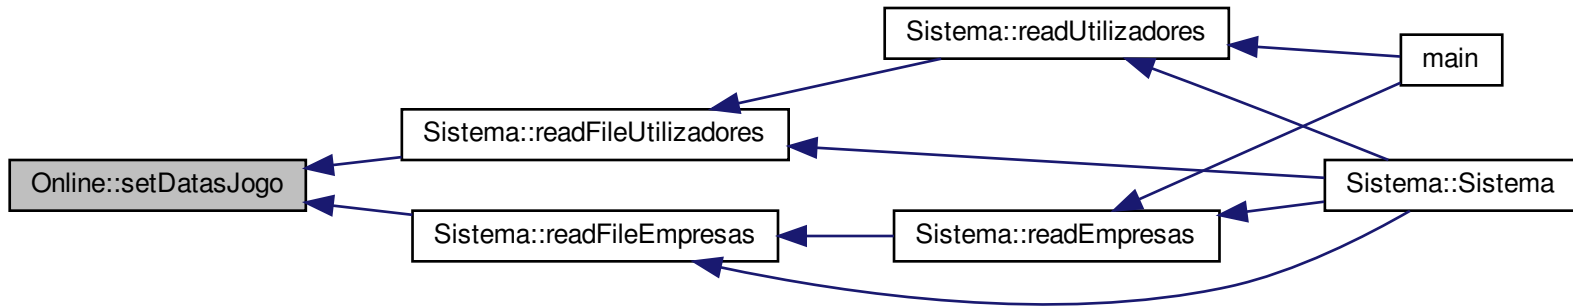 Sistema::readUtilizadores
main
Sistema::readFileUtilizadores
Online::setDatasJogo
Sistema::Sistema
Sistema::readFileEmpresas
Sistema::readEmpresas